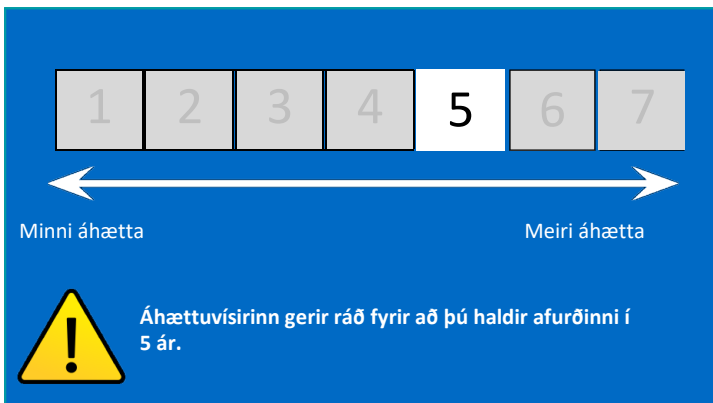 1 2 3 4 5 6 7
Minni áhætta Meiri áhætta
Áhættuvísirinn gerir ráð fyrir að þú haldir afurðinni í
5 ár.